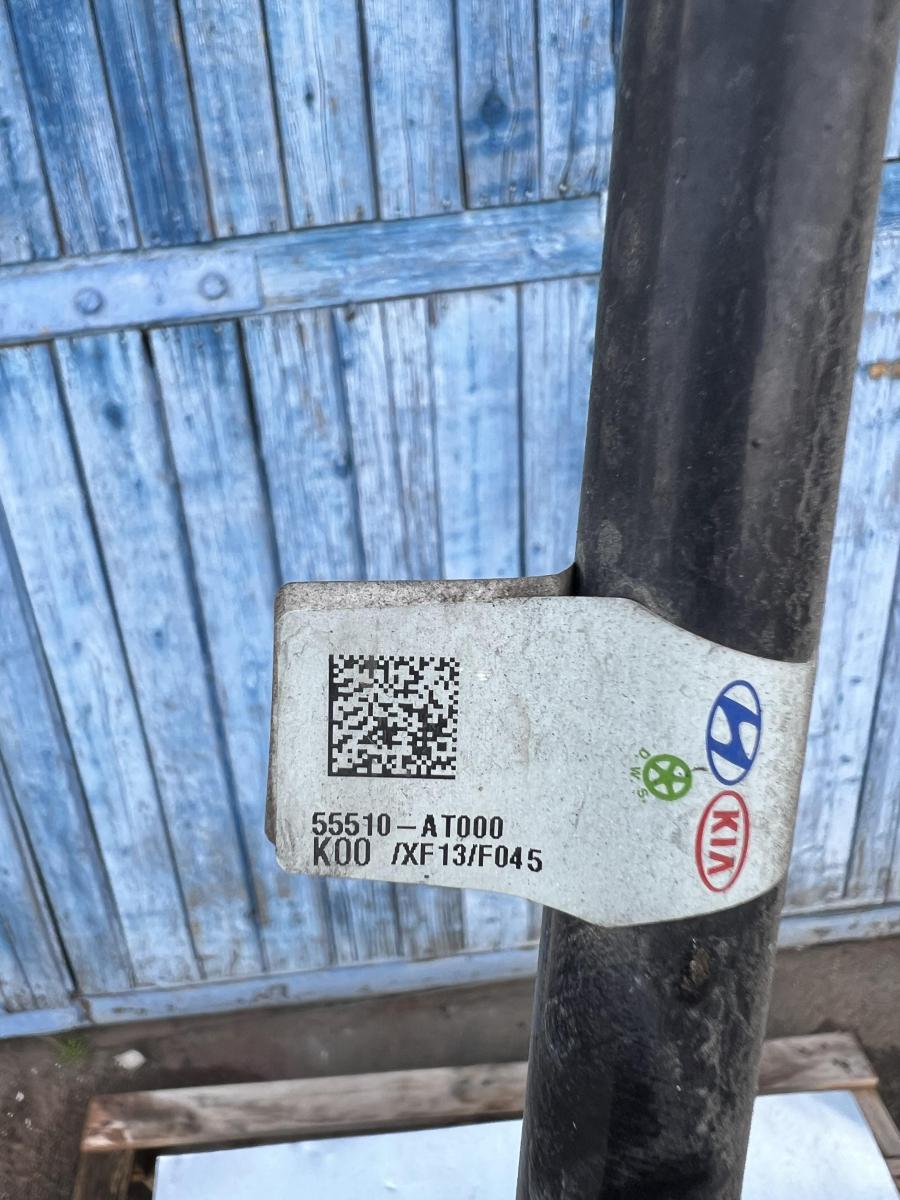 55510-AT000
K00 /XF13/F045
D.W.S.
KIA